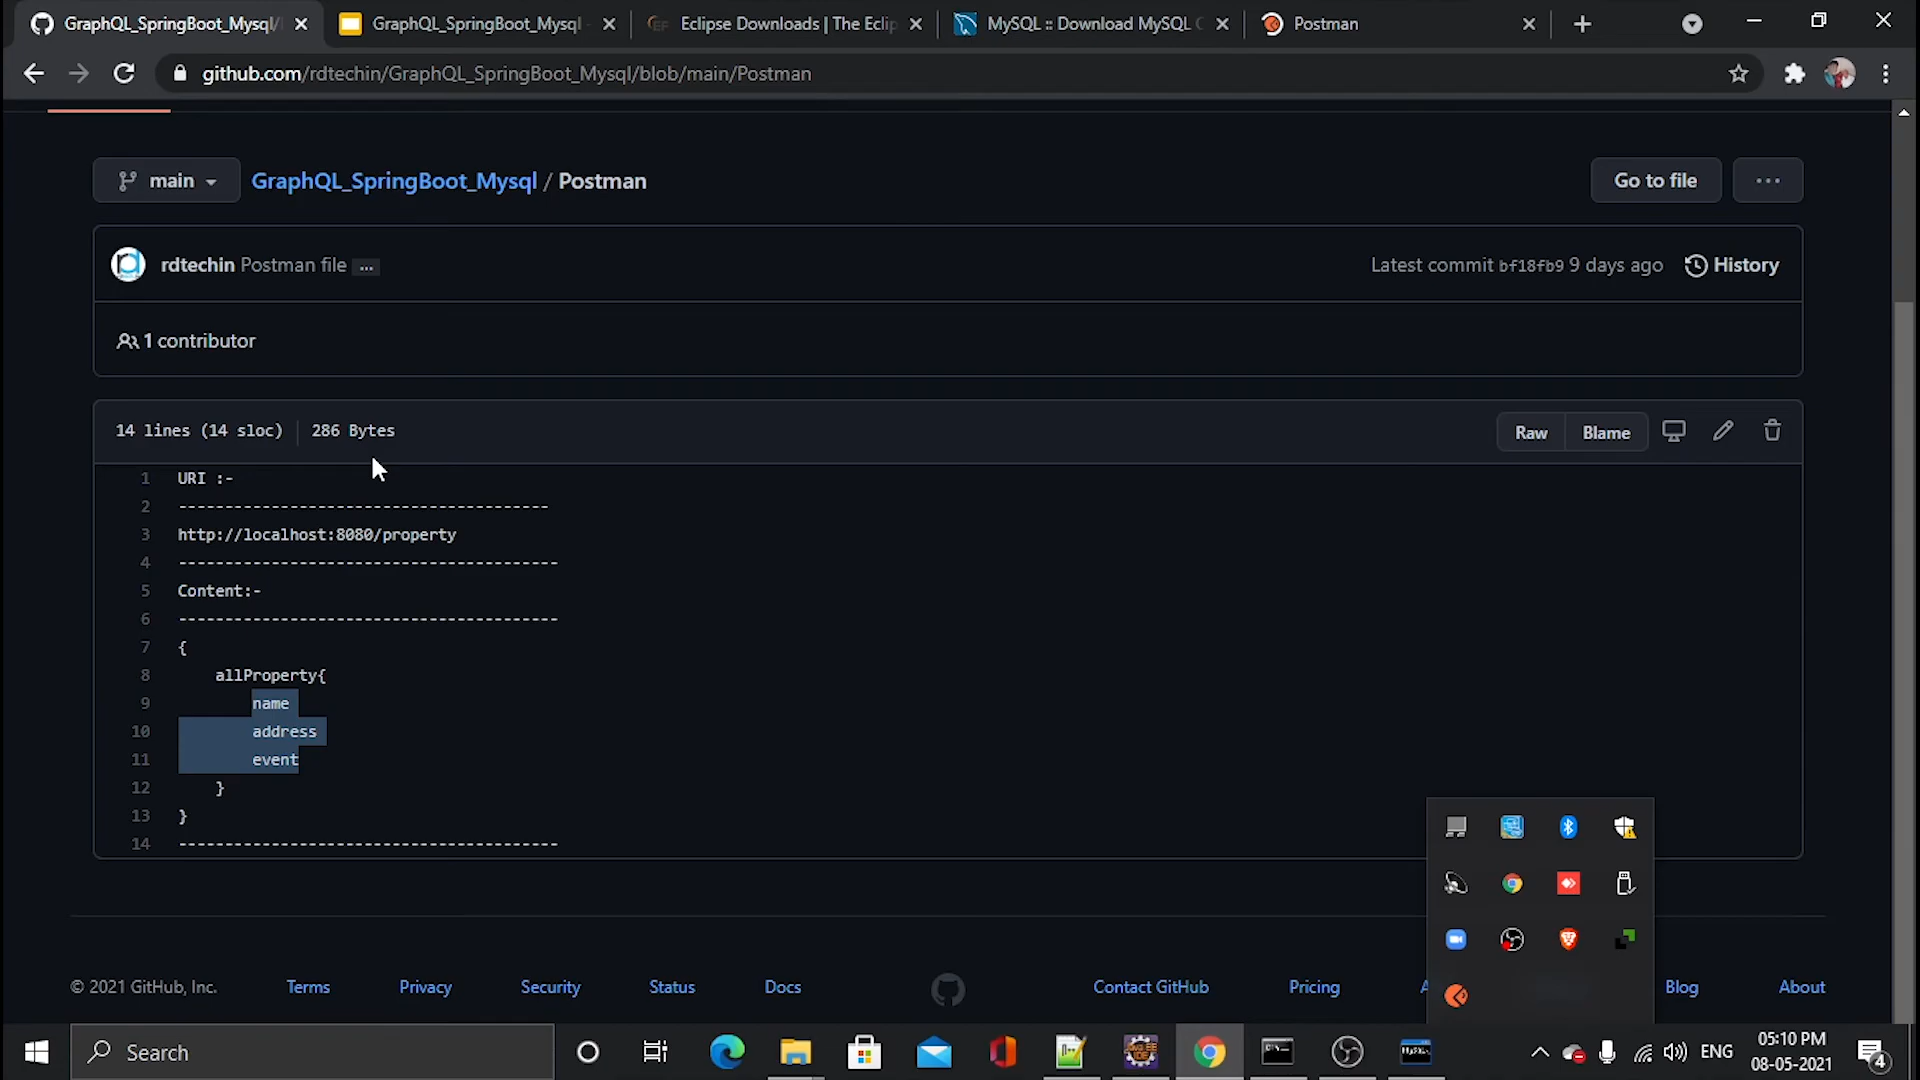 GraphQL_SpringBoot_Mysql/
GraphQL_SpringBoot_Mysql -
Eclipse Downloads | The Eclip
MySQL :: Download MySQL C
Postman
github.com/rdtechin/GraphQL_SpringBoot_Mysql/blob/main/Postman
main
GraphQL_SpringBoot_Mysql / Postman
Go to file
...
rdtechin Postman file ...
Latest commit bf18fb9 9 days ago
History
1 contributor
14 lines (14 sloc)
286 Bytes
Raw
Blame
1 URI :-
2 ----------------------------------------
3 http://localhost:8080/property
4 -----------------------------------------
5 Content:-
6 -----------------------------------------
7 {
8 allProperty{
9 name
10 address
11 event
12 }
13 }
14 -----------------------------------------
© 2021 GitHub, Inc.
Terms
Privacy
Security
Status
Docs
Contact GitHub
Pricing
Blog
About
Search
ENG
05:10 PM
08-05-2021
4